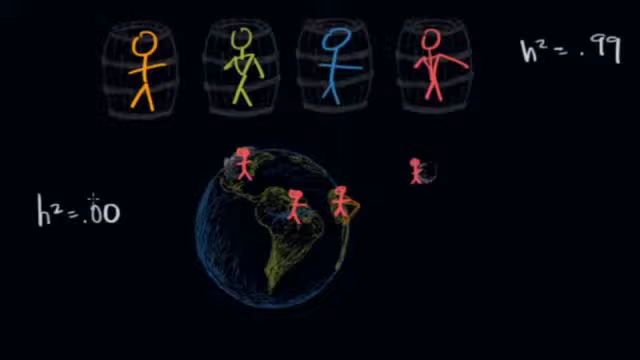 h² = .99
h² = .00